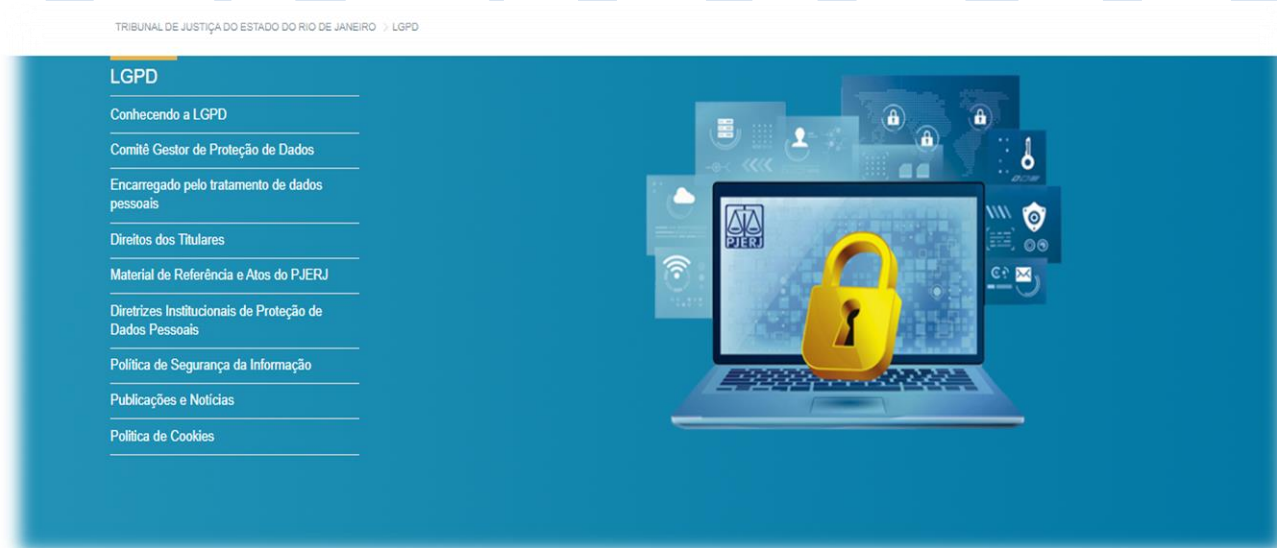 TRIBUNAL DE JUSTIÇA DO ESTADO DO RIO DE JANEIRO > LGPD
LGPD
Conhecendo a LGPD
Comitê Gestor de Proteção de Dados
Encarregado pelo tratamento de dados
pessoais
Direitos dos Titulares
Material de Referência e Atos do PJERJ
Diretrizes Institucionais de Proteção de
Dados Pessoais
Política de Segurança da Informação
Publicações e Notícias
Política de Cookies
PJERJ